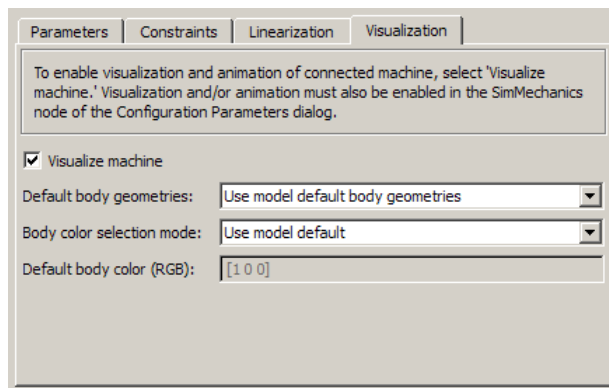 Parameters Constraints Linearization Visualization
To enable visualization and animation of connected machine, select 'Visualize
machine.' Visualization and/or animation must also be enabled in the SimMechanics
node of the Configuration Parameters dialog.
Visualize machine
Default body geometries: Use model default body geometries
Body color selection mode: Use model default
Default body color (RGB): [1 0 0]